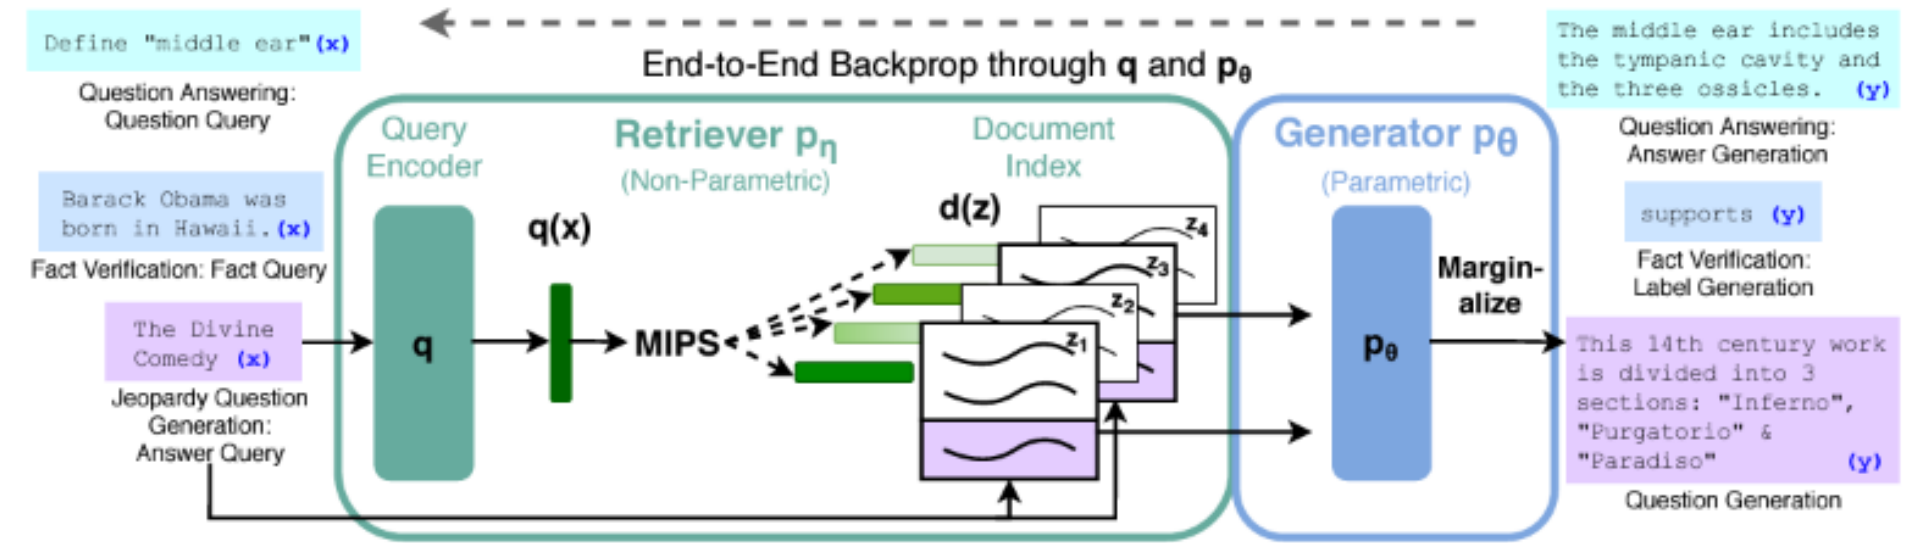 Define "middle ear"(x)
Question Answering:
Question Query
Barack Obama was
born in Hawaii.(x)
Fact Verification: Fact Query
The Divine
Comedy (x)
Jeopardy Question
Generation:
Answer Query
End-to-End Backprop through q and pθ
Query
Encoder
q
q(x)
Retriever pη
(Non-Parametric)
MIPS
Document
Index
d(z)
z4
z3
z2
z1
Generator pθ
(Parametric)
pθ
Margin-
alize
The middle ear includes
the tympanic cavity and
the three ossicles. (y)
Question Answering:
Answer Generation
supports (y)
Fact Verification:
Label Generation
This 14th century work
is divided into 3
sections: "Inferno",
"Purgatorio" &
"Paradiso" (y)
Question Generation